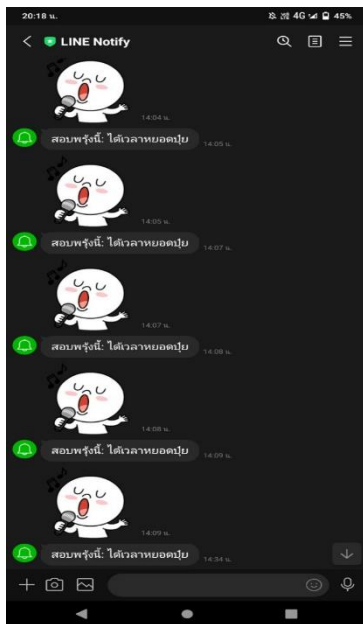 20:18 น.
4G
45%
LINE Notify
14:04 น.
สอบพรุ้งนี้: ได้เวลาหยอดปุ๋ย
14:05 น.
14:05 น.
สอบพรุ้งนี้: ได้เวลาหยอดปุ๋ย
14:07 น.
14:07 น.
สอบพรุ้งนี้: ได้เวลาหยอดปุ๋ย
14:08 น.
14:08 น.
สอบพรุ้งนี้: ได้เวลาหยอดปุ๋ย
14:09 น.
14:09 น.
สอบพรุ้งนี้: ได้เวลาหยอดปุ๋ย
14:34 น.